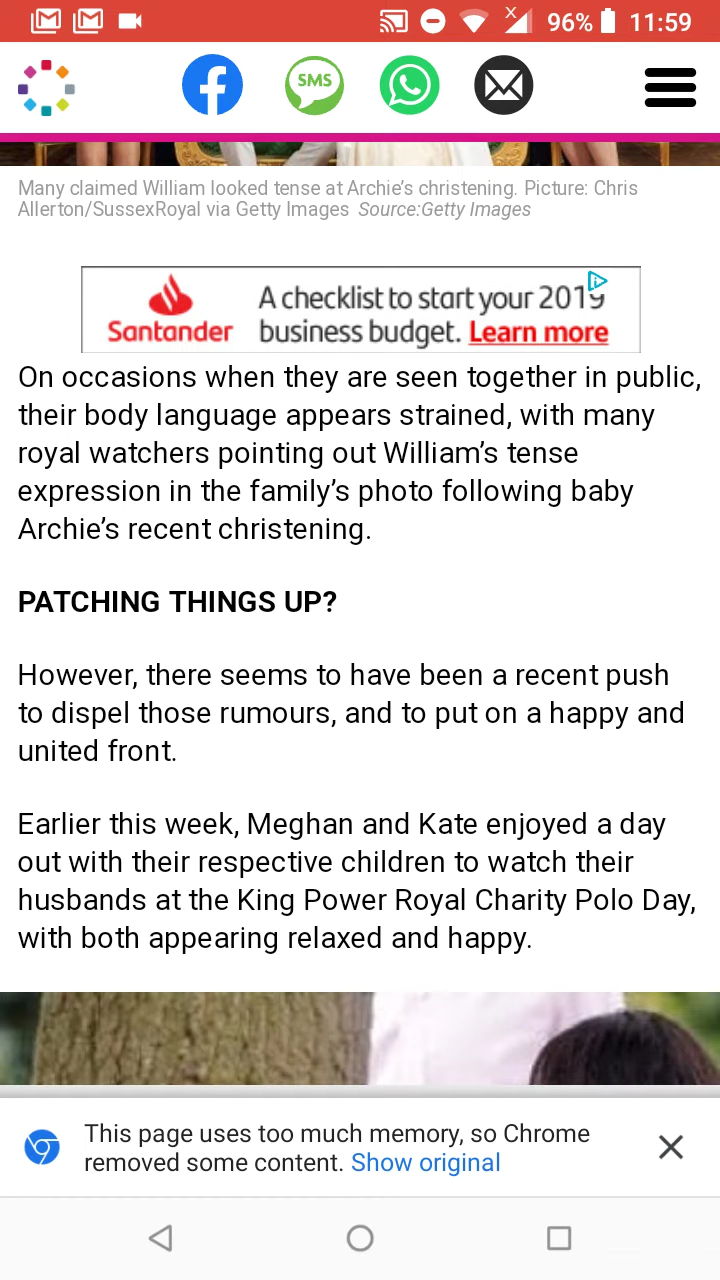 96% 11:59
SMS
Many claimed William looked tense at Archie’s christening. Picture: Chris
Allerton/SussexRoyal via Getty Images Source:Getty Images
A checklist to start your 2019
Santander business budget. Learn more
On occasions when they are seen together in public,
their body language appears strained, with many
royal watchers pointing out William’s tense
expression in the family’s photo following baby
Archie’s recent christening.
PATCHING THINGS UP?
However, there seems to have been a recent push
to dispel those rumours, and to put on a happy and
united front.
Earlier this week, Meghan and Kate enjoyed a day
out with their respective children to watch their
husbands at the King Power Royal Charity Polo Day,
with both appearing relaxed and happy.
This page uses too much memory, so Chrome
removed some content. Show original